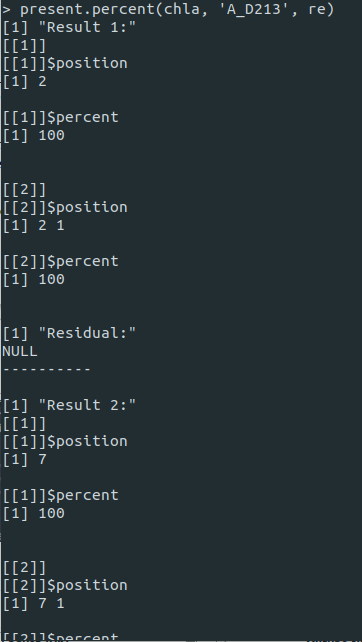 > present.percent(chla, 'A_D213', re)
[1] "Result 1:"
[[1]]
[[1]]$position
[1] 2
[[1]]$percent
[1] 100
[[2]]
[[2]]$position
[1] 2 1
[[2]]$percent
[1] 100
[1] "Residual:"
NULL
----------
[1] "Result 2:"
[[1]]
[[1]]$position
[1] 7
[[1]]$percent
[1] 100
[[2]]
[[2]]$position
[1] 7 1
[[2]]$percent